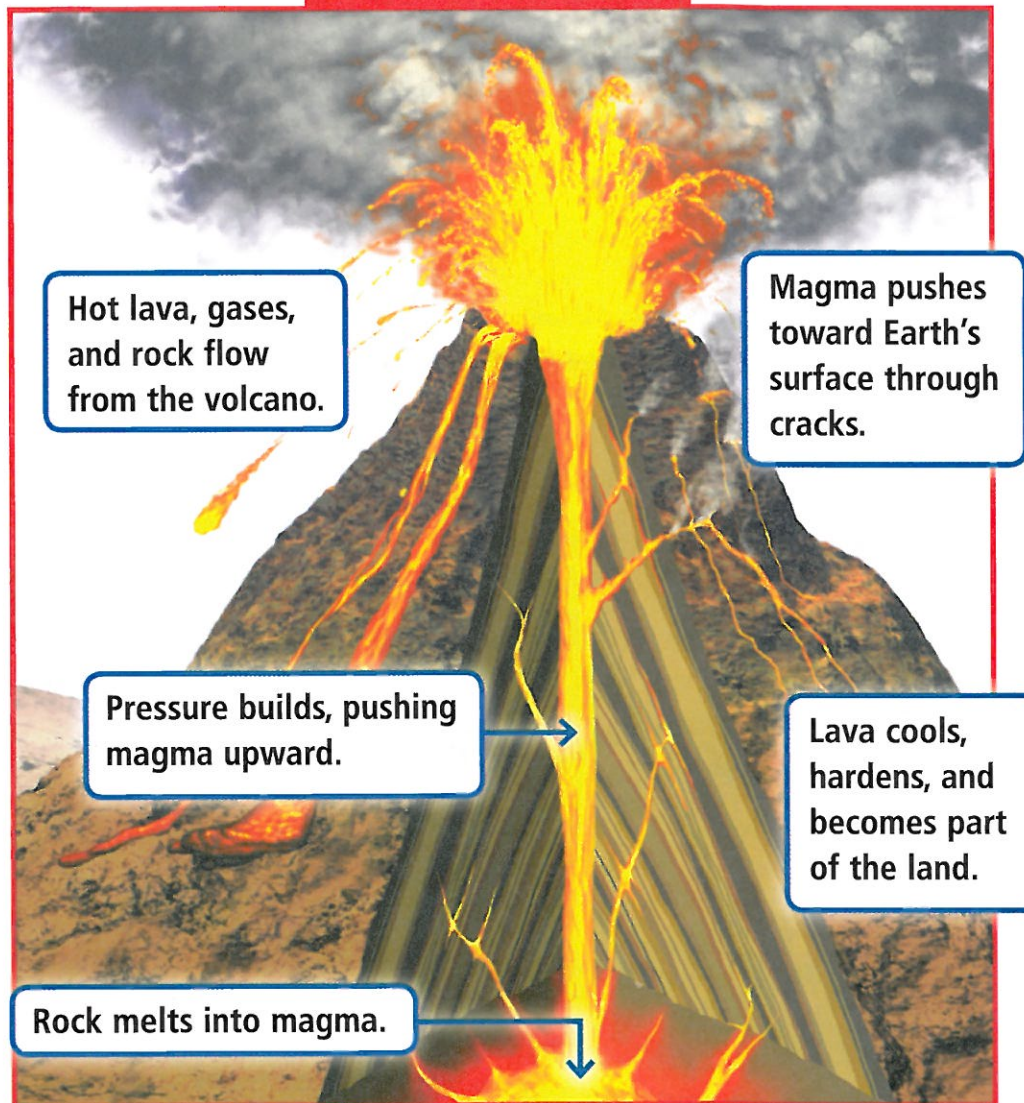 Hot lava, gases,
and rock flow
from the volcano.
Magma pushes
toward Earth's
surface through
cracks.
Pressure builds, pushing
magma upward.
Lava cools,
hardens, and
becomes part
of the land.
Rock melts into magma.